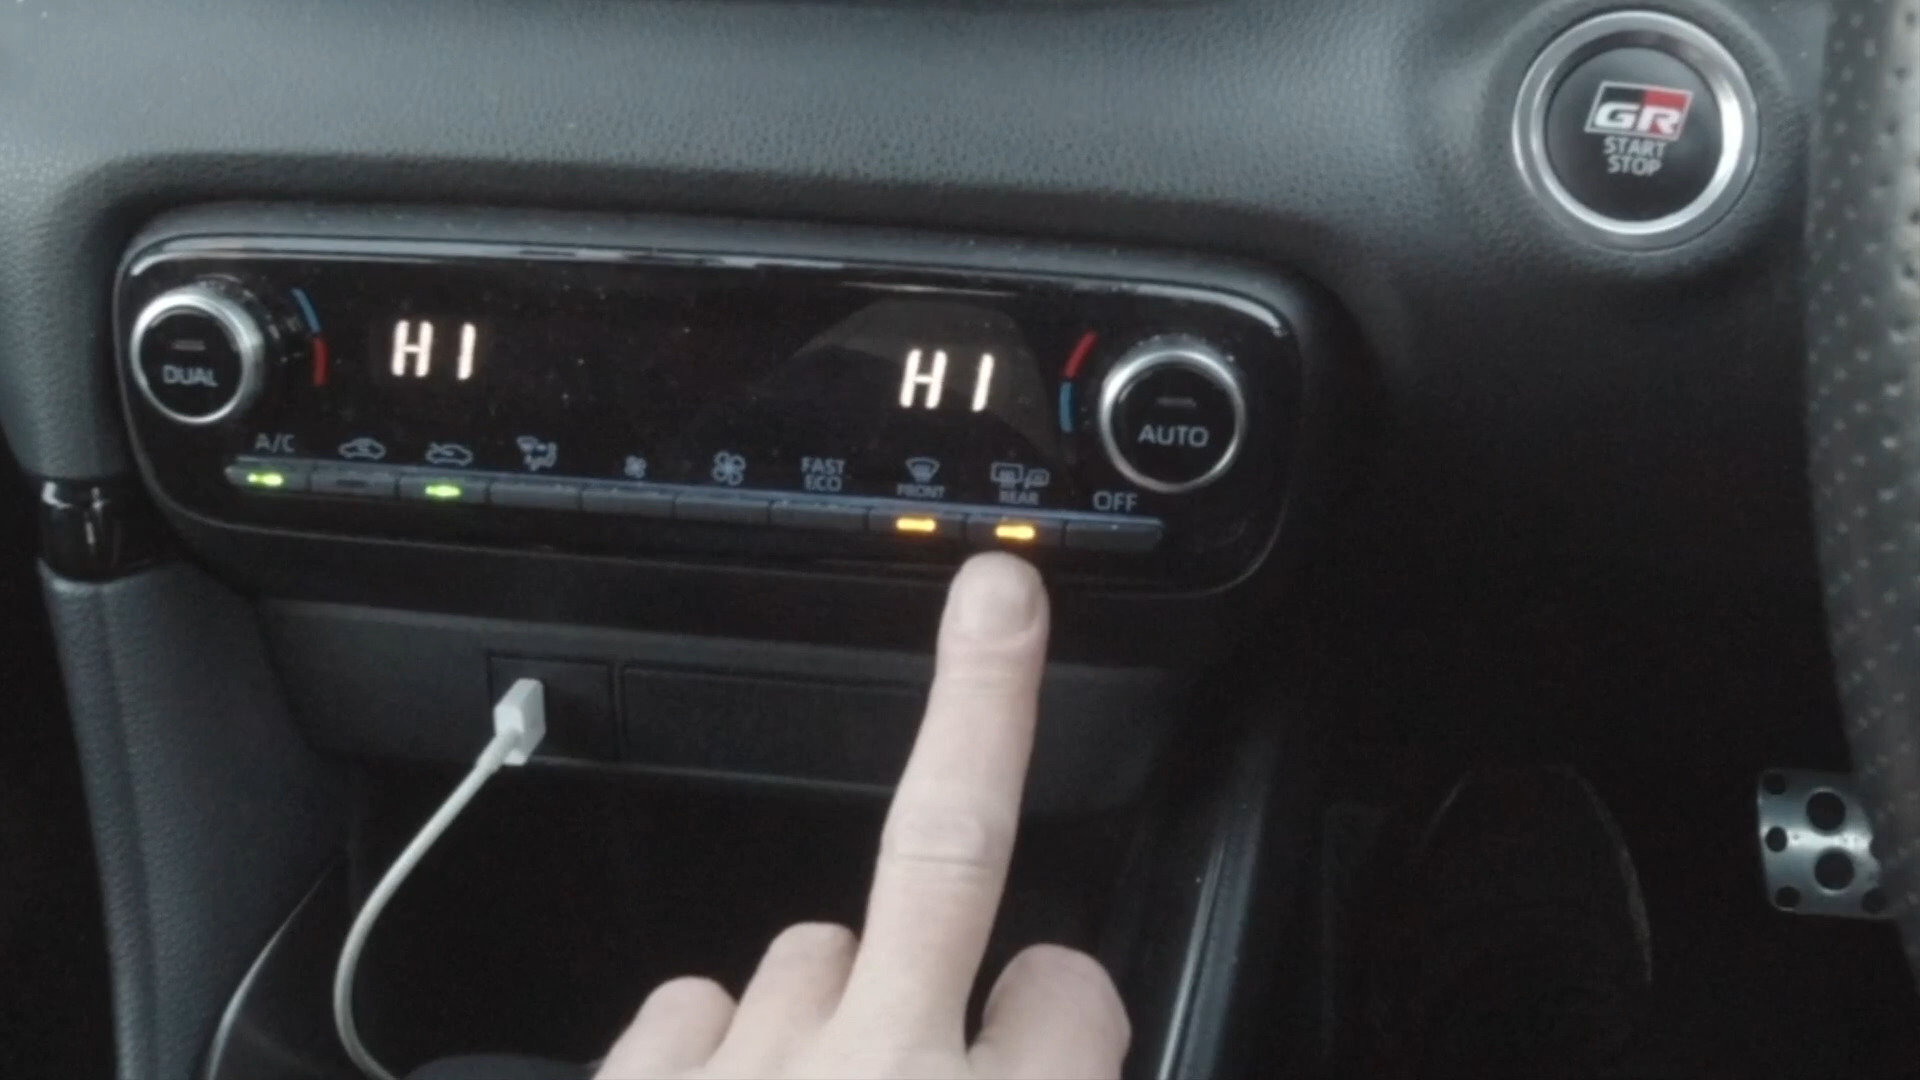 GR
START
STOP
DUAL
HI
HI
AUTO
A/C
FAST
ECO
FRONT
REAR
OFF